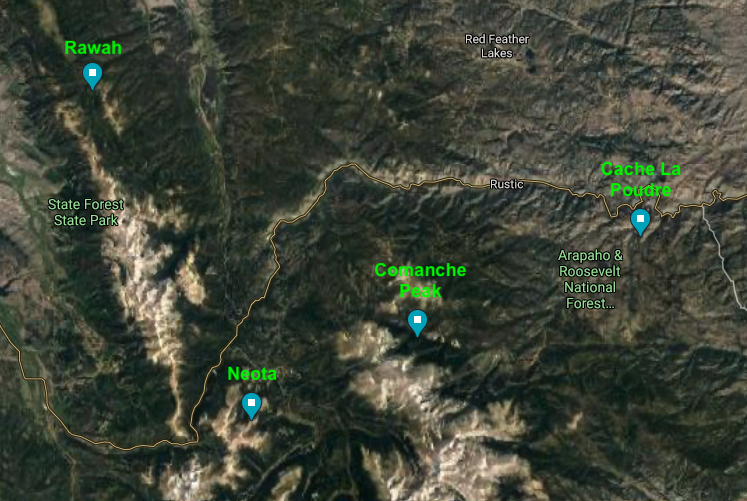 Rawah
Red Feather
Lakes
Cache La
Poudre
Rustic
State Forest
State Park
Arapaho &
Roosevelt
National
Forest...
Comanche
Peak
Neota